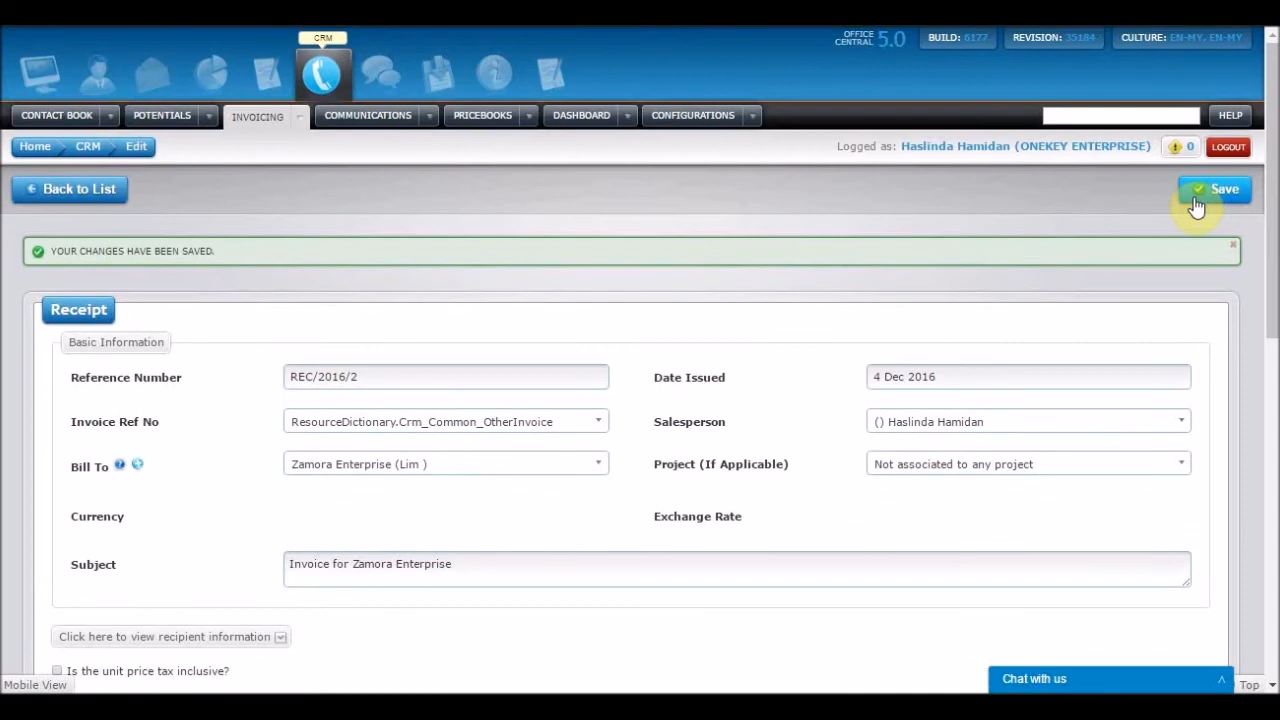 CRM
OFFICE CENTRAL 5.0 BUILD: 6177 REVISION: 35184 CULTURE: EN-MY, EN-MY
CONTACT BOOK POTENTIALS INVOICING COMMUNICATIONS PRICEBOOKS DASHBOARD CONFIGURATIONS HELP
Home CRM Edit Logged as: Haslinda Hamidan (ONEKEY ENTERPRISE) 0 LOGOUT
Back to List Save
YOUR CHANGES HAVE BEEN SAVED.
Receipt
Basic Information
Reference Number REC/2016/2 Date Issued 4 Dec 2016
Invoice Ref No ResourceDictionary.Crm_Common_OtherInvoice Salesperson () Haslinda Hamidan
Bill To Zamora Enterprise (Lim ) Project (If Applicable) Not associated to any project
Currency Exchange Rate
Subject Invoice for Zamora Enterprise
Click here to view recipient information
Is the unit price tax inclusive?
Mobile View Chat with us Top